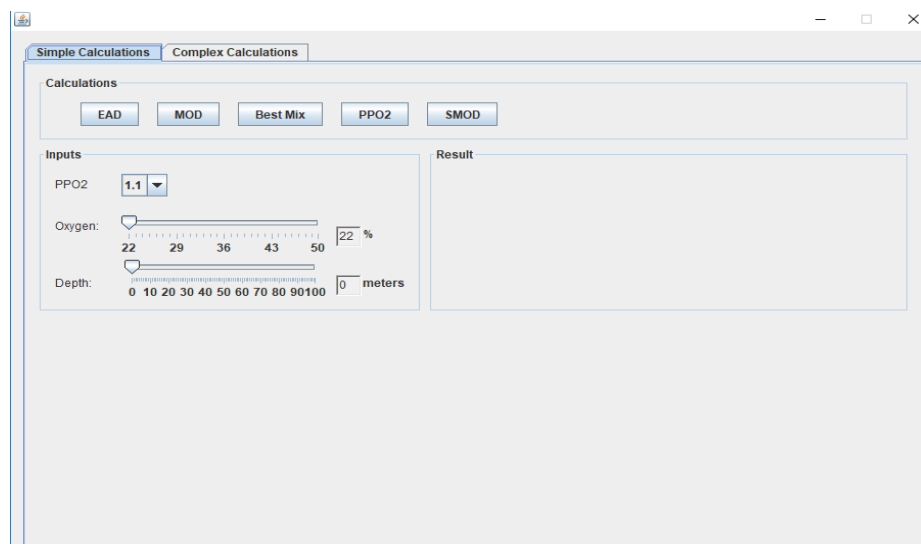 Simple Calculations Complex Calculations
Calculations
EAD MOD Best Mix PPO2 SMOD
Inputs
PPO2 1.1
Oxygen:
22 29 36 43 50
22 %
Depth:
0 10 20 30 40 50 60 70 80 90100
0 meters
Result